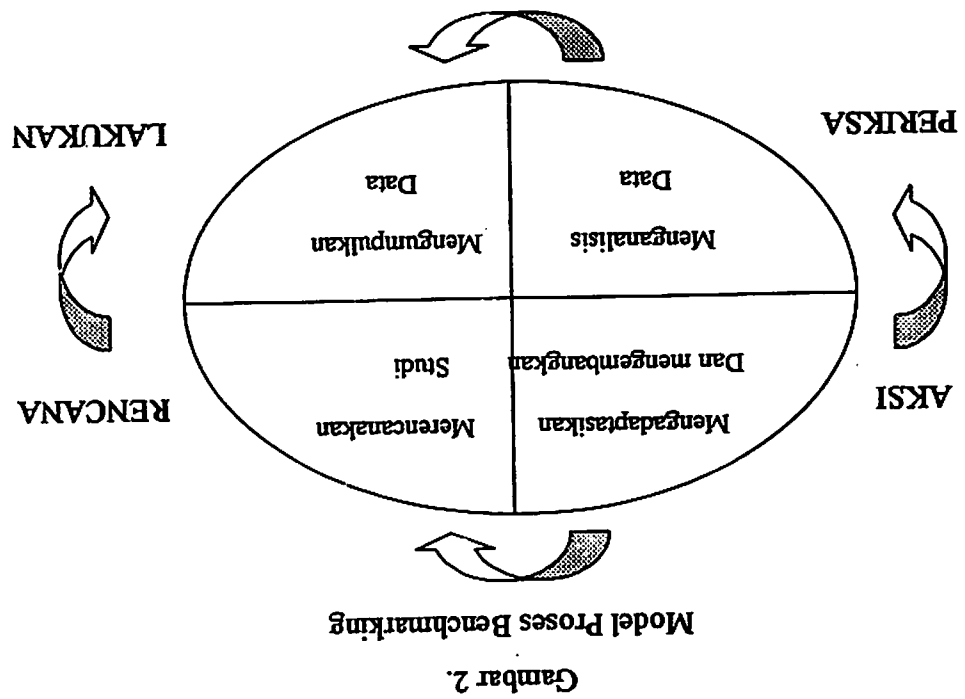 Gambar 2.
Model Proses Benchmarking
RENCANA
Merencanakan
Studi
Mengadaptasikan
Dan mengembangkan
AKSI
Mengumpulkan
Data
Menganalisis
Data
LAKUKAN
PERIKSA